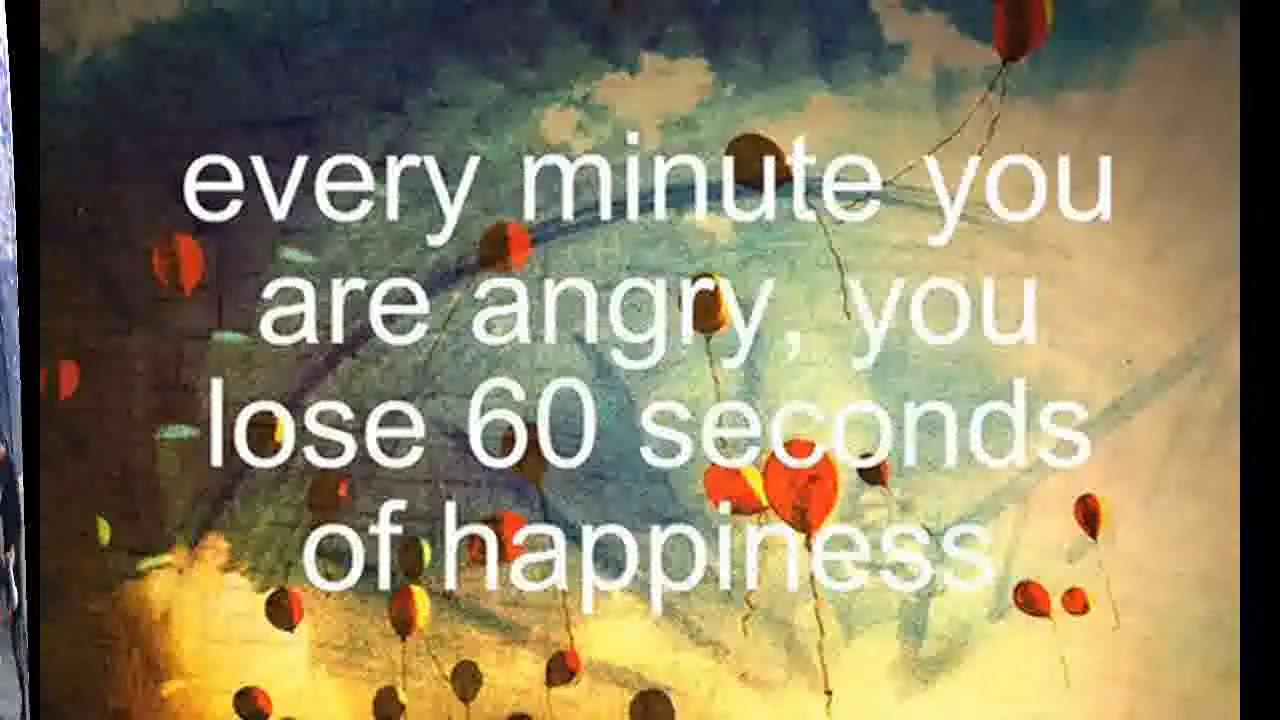 every minute you
are angry, you
lose 60 seconds
of happiness